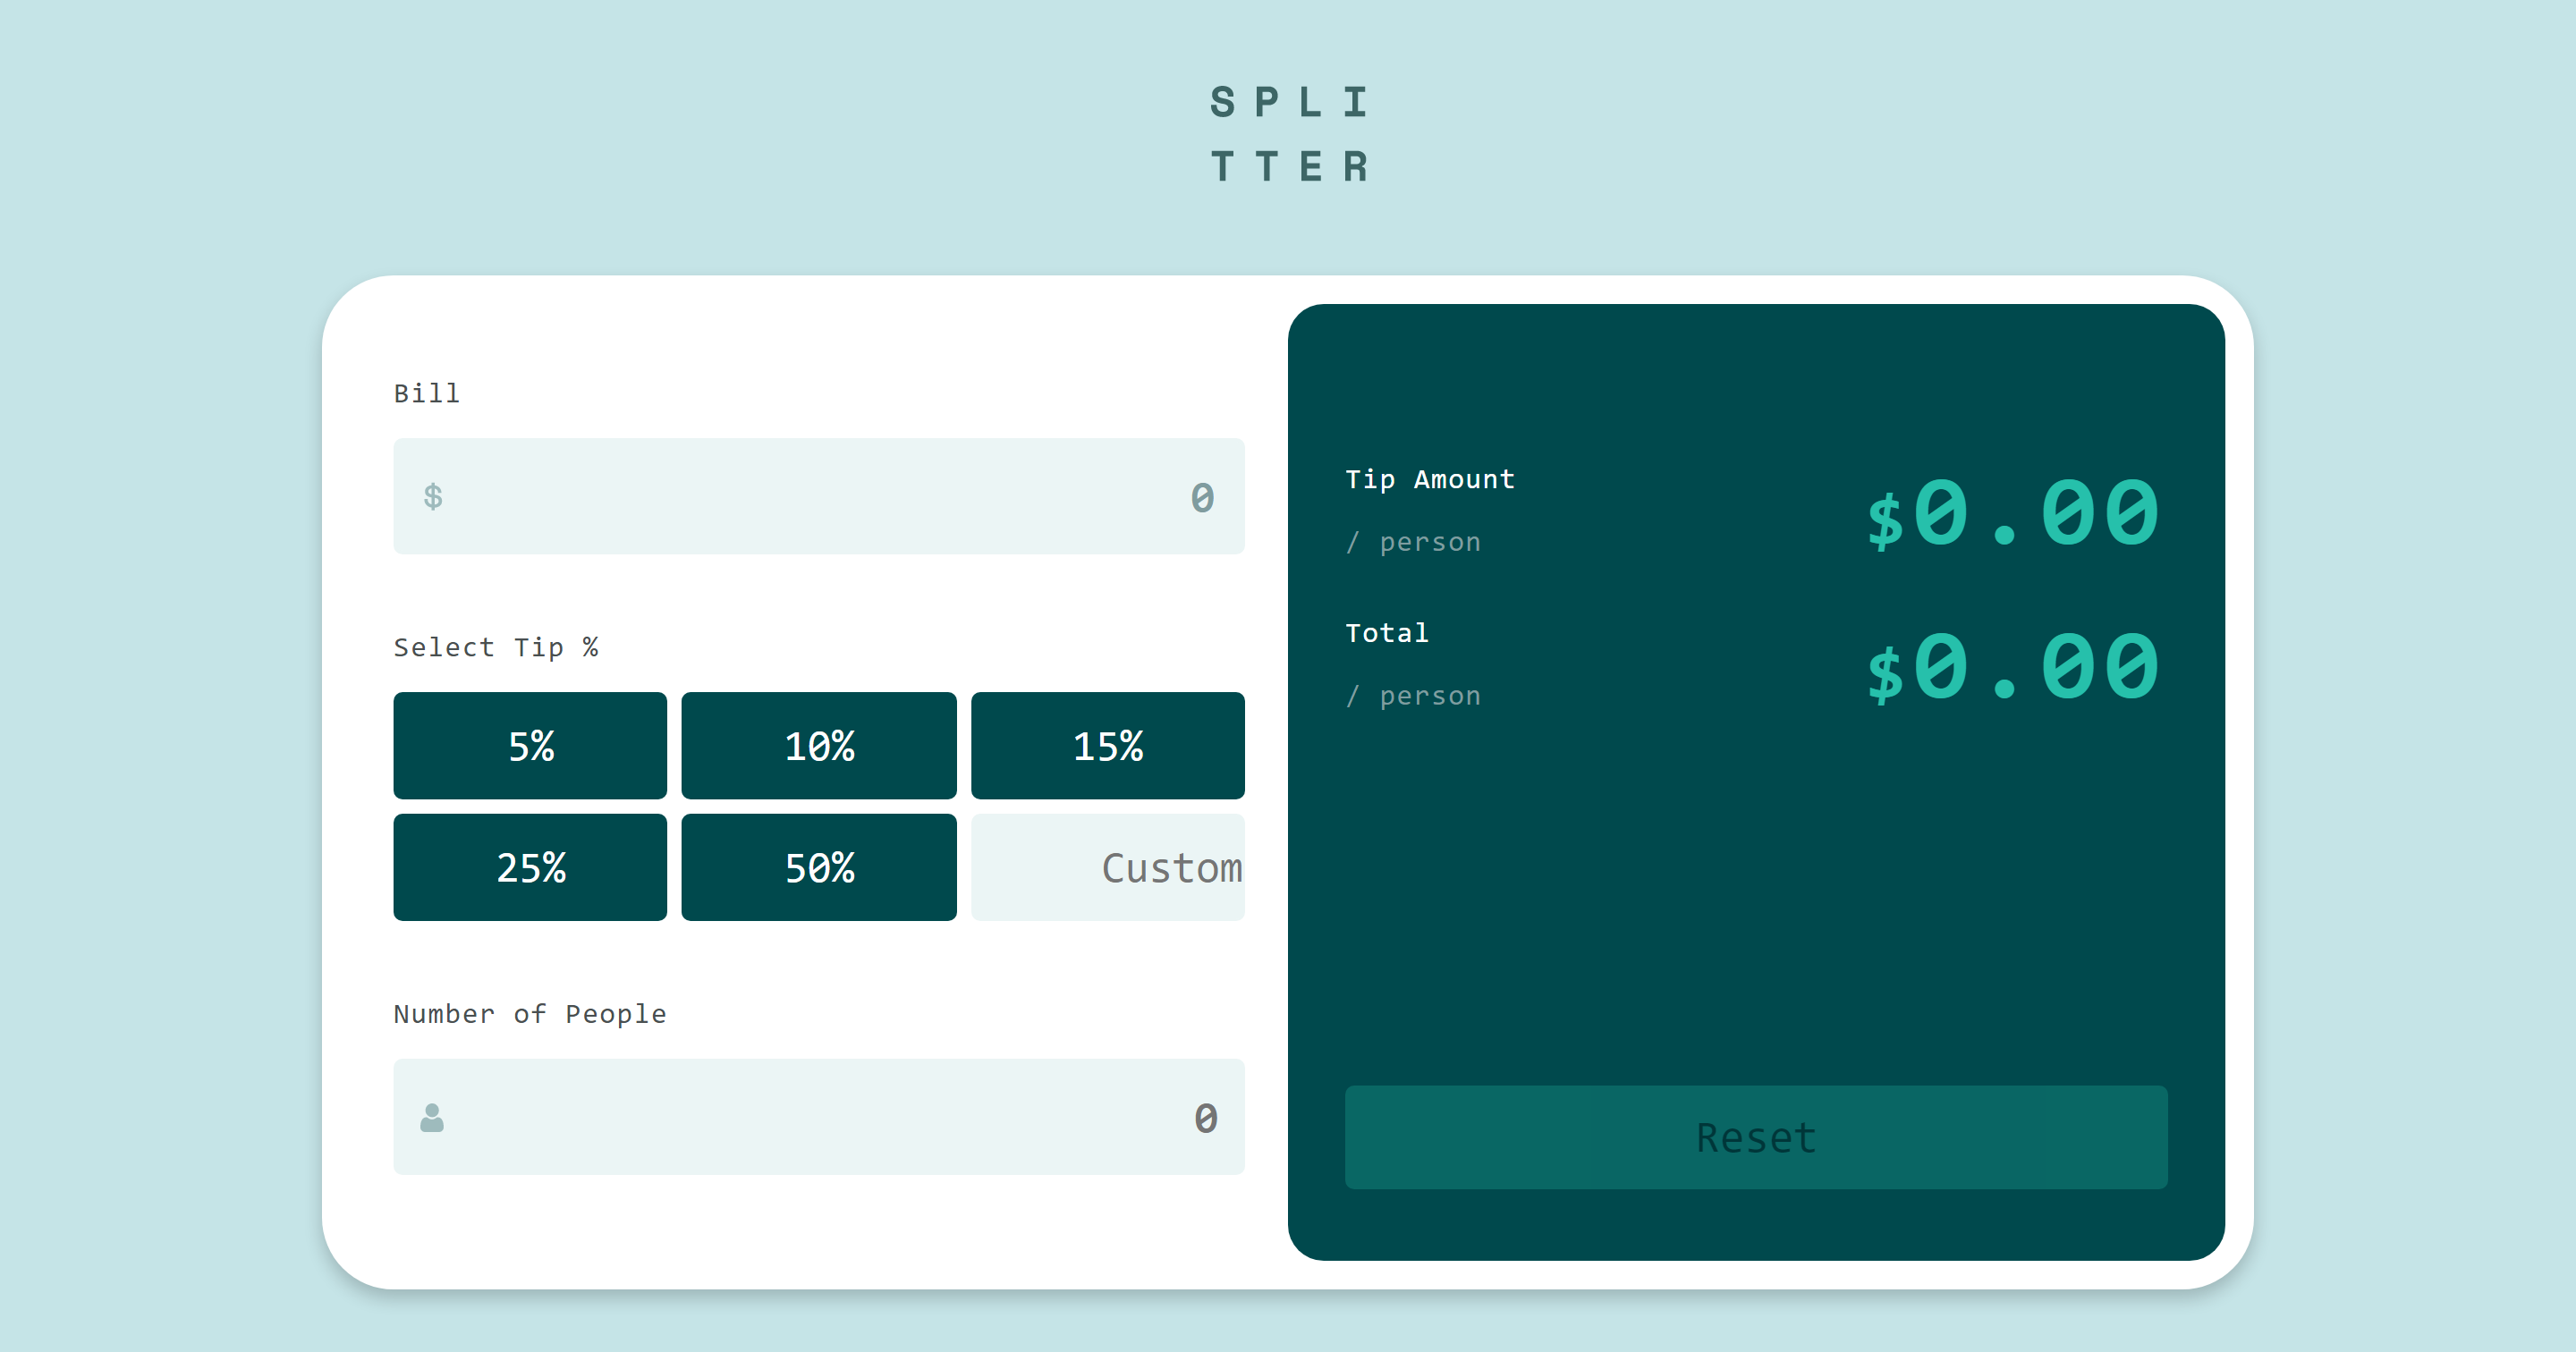 SPLI
TTER
Bill
$ 0
Select Tip %
5% 10% 15%
25% 50% Custom
Number of People
0
Tip Amount
/ person
$0.00
Total
/ person
$0.00
Reset